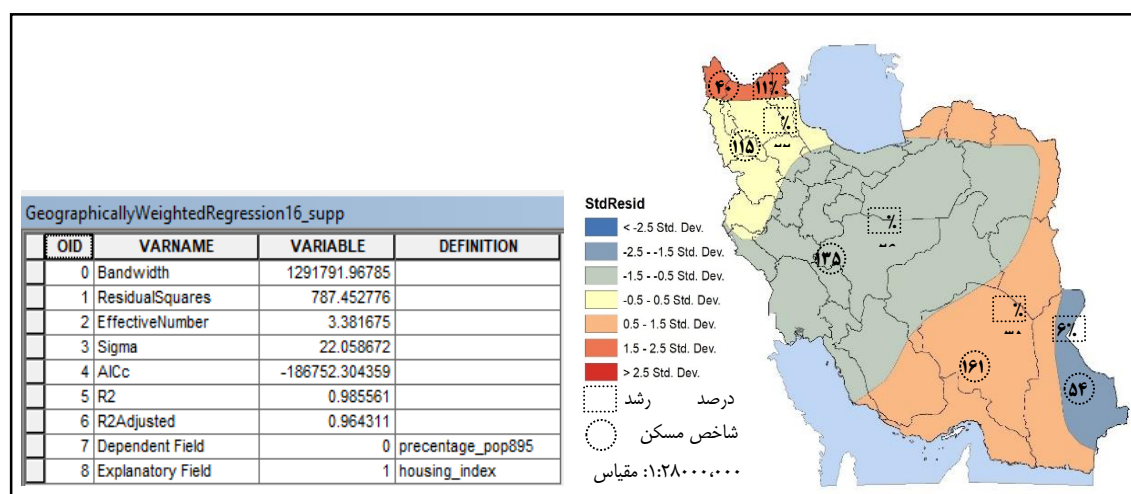 GeographicallyWeightedRegression16_supp
OID VARNAME VARIABLE DEFINITION
0 Bandwidth 1291791.96785
1 ResidualSquares 787.452776
2 EffectiveNumber 3.381675
3 Sigma 22.058672
4 AICc -186752.304359
5 R2 0.985561
6 R2Adjusted 0.964311
7 Dependent Field 0 precentage_pop895
8 Explanatory Field 1 housing_index
StdResid
< -2.5 Std. Dev.
-2.5 - -1.5 Std. Dev.
-1.5 - -0.5 Std. Dev.
-0.5 - 0.5 Std. Dev.
0.5 - 1.5 Std. Dev.
1.5 - 2.5 Std. Dev.
> 2.5 Std. Dev.
درصد رشد
شاخص مسکن
مقیاس :۱:۲۸۰۰۰،۰۰۰
۴۰
۱۱٪
٪
۱۱۵
٪
۱۳۵
٪
۶٪
۱۶۱
۵۴